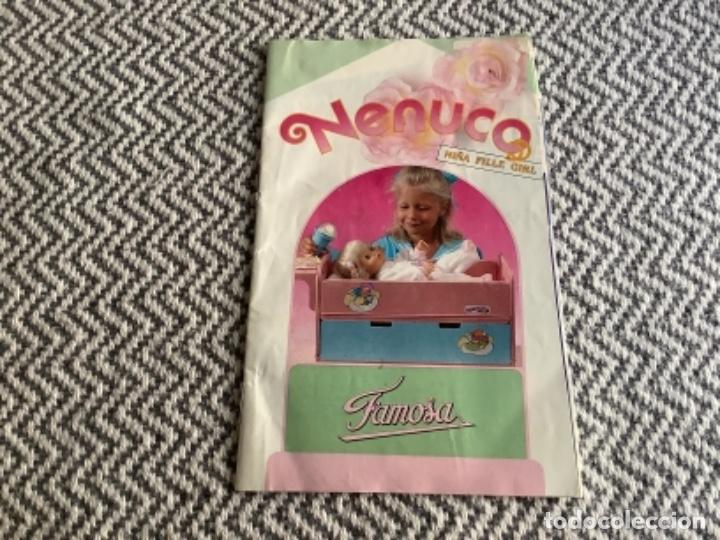 Nenuco
NIÑA FILLE GIRL
Famosa
todocoleccion